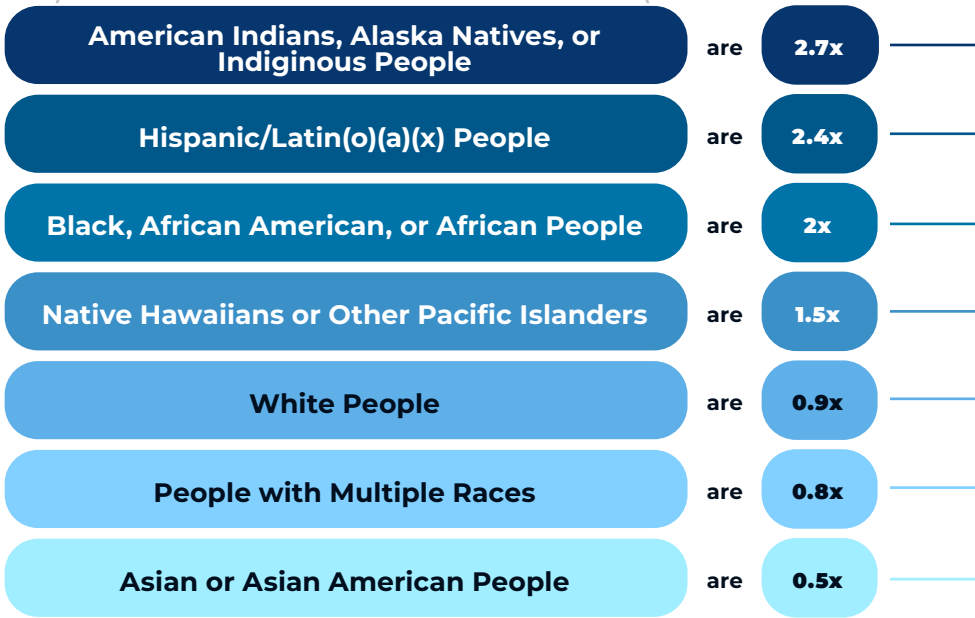 American Indians, Alaska Natives, or
Indiginous People
are
2.7x
Hispanic/Latin(o)(a)(x) People
are
2.4x
Black, African American, or African People
are
2x
Native Hawaiians or Other Pacific Islanders
are
1.5x
White People
are
0.9x
People with Multiple Races
are
0.8x
Asian or Asian American People
are
0.5x